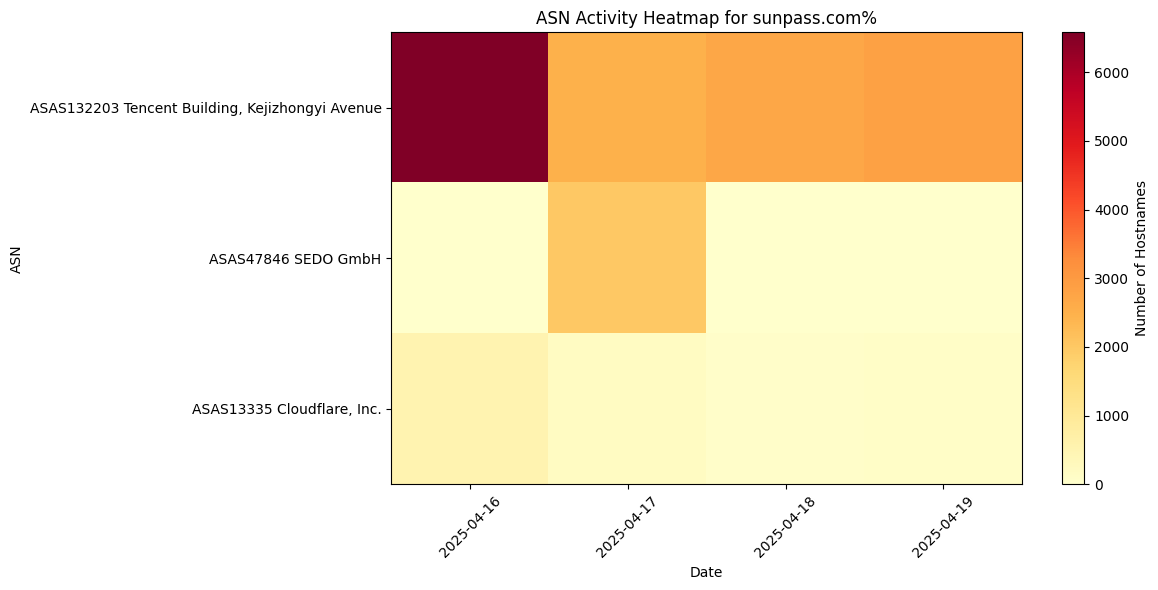 ASN Activity Heatmap for sunpass.com%
ASN
ASAS132203 Tencent Building, Kejizhongyi Avenue
ASAS47846 SEDO GmbH
ASAS13335 Cloudflare, Inc.
2025-04-16
2025-04-17
2025-04-18
2025-04-19
Date
6000
5000
4000
3000
2000
1000
0
Number of Hostnames